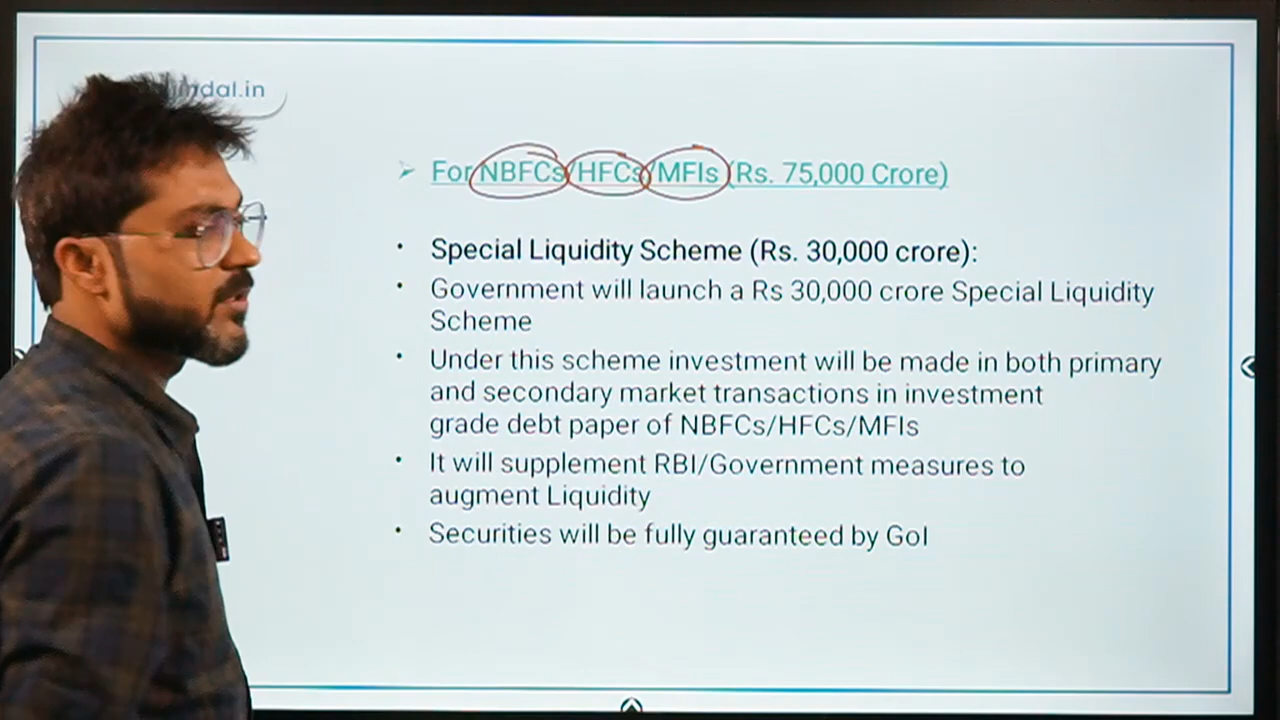 For NBFCs/HFCs/MFIs (Rs. 75,000 Crore)
Special Liquidity Scheme (Rs. 30,000 crore):
Government will launch a Rs 30,000 crore Special Liquidity
Scheme
Under this scheme investment will be made in both primary
and secondary market transactions in investment
grade debt paper of NBFCs/HFCs/MFIs
It will supplement RBI/Government measures to
augment Liquidity
Securities will be fully guaranteed by GoI